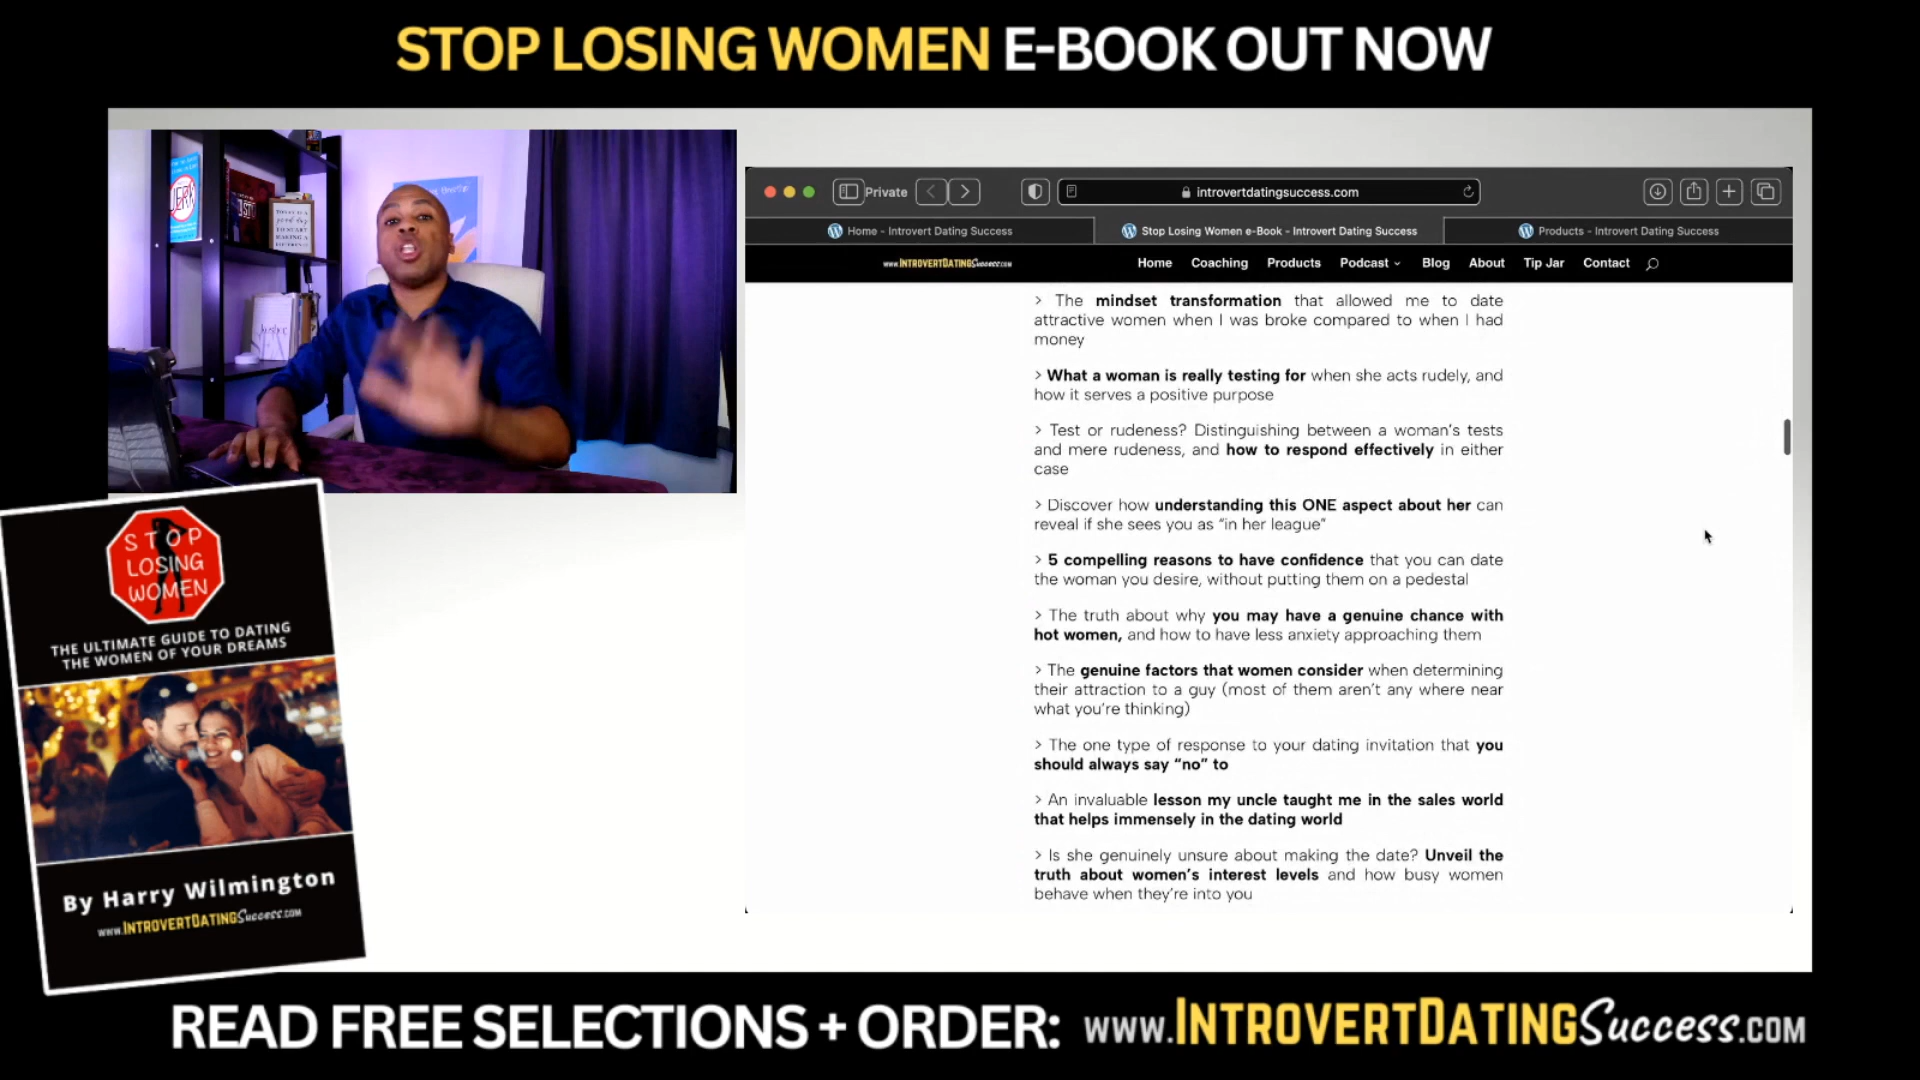 STOP LOSING WOMEN E-BOOK OUT NOW
Private
introvertdatingsuccess.com
Home - Introvert Dating Success
Stop Losing Women e-Book - Introvert Dating Success
Products - Introvert Dating Success
www.INTROVERTDATINGSuccess.com
Home Coaching Products Podcast Blog About Tip Jar Contact
> The mindset transformation that allowed me to date
attractive women when I was broke compared to when I had
money
> What a woman is really testing for when she acts rudely, and
how it serves a positive purpose
> Test or rudeness? Distinguishing between a woman's tests
and mere rudeness, and how to respond effectively in either
case
> Discover how understanding this ONE aspect about her can
reveal if she sees you as "in her league"
> 5 compelling reasons to have confidence that you can date
the woman you desire, without putting them on a pedestal
> The truth about why you may have a genuine chance with
hot women, and how to have less anxiety approaching them
> The genuine factors that women consider when determining
their attraction to a guy (most of them aren't any where near
what you're thinking)
> The one type of response to your dating invitation that you
should always say "no" to
> An invaluable lesson my uncle taught me in the sales world
that helps immensely in the dating world
> Is she genuinely unsure about making the date? Unveil the
truth about women's interest levels and how busy women
behave when they're into you
JERK
kosher
STOP
LOSING
WOMEN
THE ULTIMATE GUIDE TO DATING
THE WOMEN OF YOUR DREAMS
By Harry Wilmington
www.INTROVERTDATINGSuccess.com
READ FREE SELECTIONS + ORDER: www.INTROVERTDATINGSuccess.com